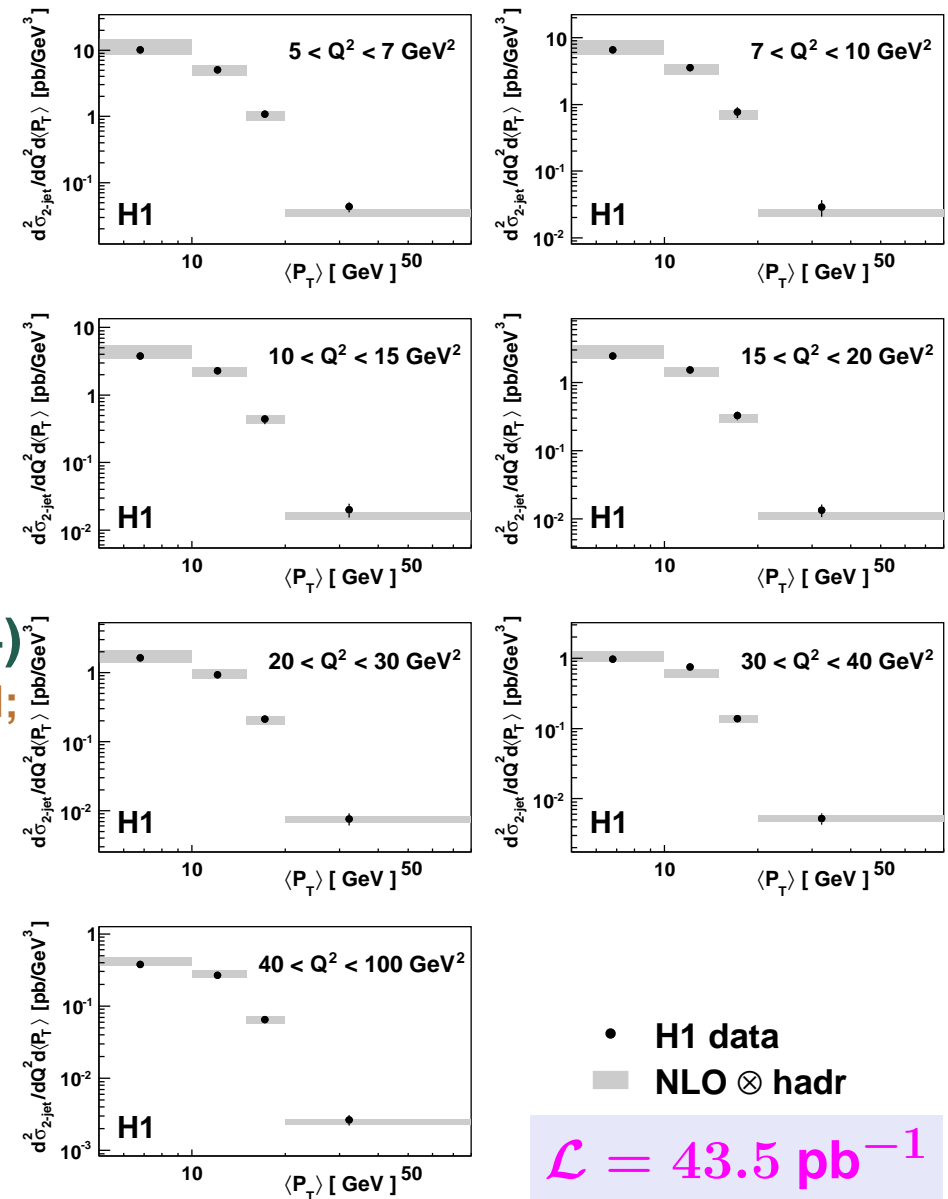 d²σ₂₋jet/dQ²d⟨P_T⟩ [pb/GeV³]
10
1
10⁻¹
5 < Q² < 7 GeV²
H1
10
50
⟨P_T⟩ [ GeV ]
d²σ₂₋jet/dQ²d⟨P_T⟩ [pb/GeV³]
10
1
10⁻¹
10⁻²
7 < Q² < 10 GeV²
H1
10
50
⟨P_T⟩ [ GeV ]
d²σ₂₋jet/dQ²d⟨P_T⟩ [pb/GeV³]
10
1
10⁻¹
10⁻²
10 < Q² < 15 GeV²
H1
10
50
⟨P_T⟩ [ GeV ]
d²σ₂₋jet/dQ²d⟨P_T⟩ [pb/GeV³]
1
10⁻¹
10⁻²
15 < Q² < 20 GeV²
H1
10
50
⟨P_T⟩ [ GeV ]
)
;
d²σ₂₋jet/dQ²d⟨P_T⟩ [pb/GeV³]
1
10⁻¹
10⁻²
20 < Q² < 30 GeV²
H1
10
50
⟨P_T⟩ [ GeV ]
d²σ₂₋jet/dQ²d⟨P_T⟩ [pb/GeV³]
1
10⁻¹
10⁻²
30 < Q² < 40 GeV²
H1
10
50
⟨P_T⟩ [ GeV ]
d²σ₂₋jet/dQ²d⟨P_T⟩ [pb/GeV³]
1
10⁻¹
10⁻²
10⁻³
40 < Q² < 100 GeV²
H1
10
50
⟨P_T⟩ [ GeV ]
H1 data
NLO ⊗ hadr
ℒ = 43.5 pb⁻¹